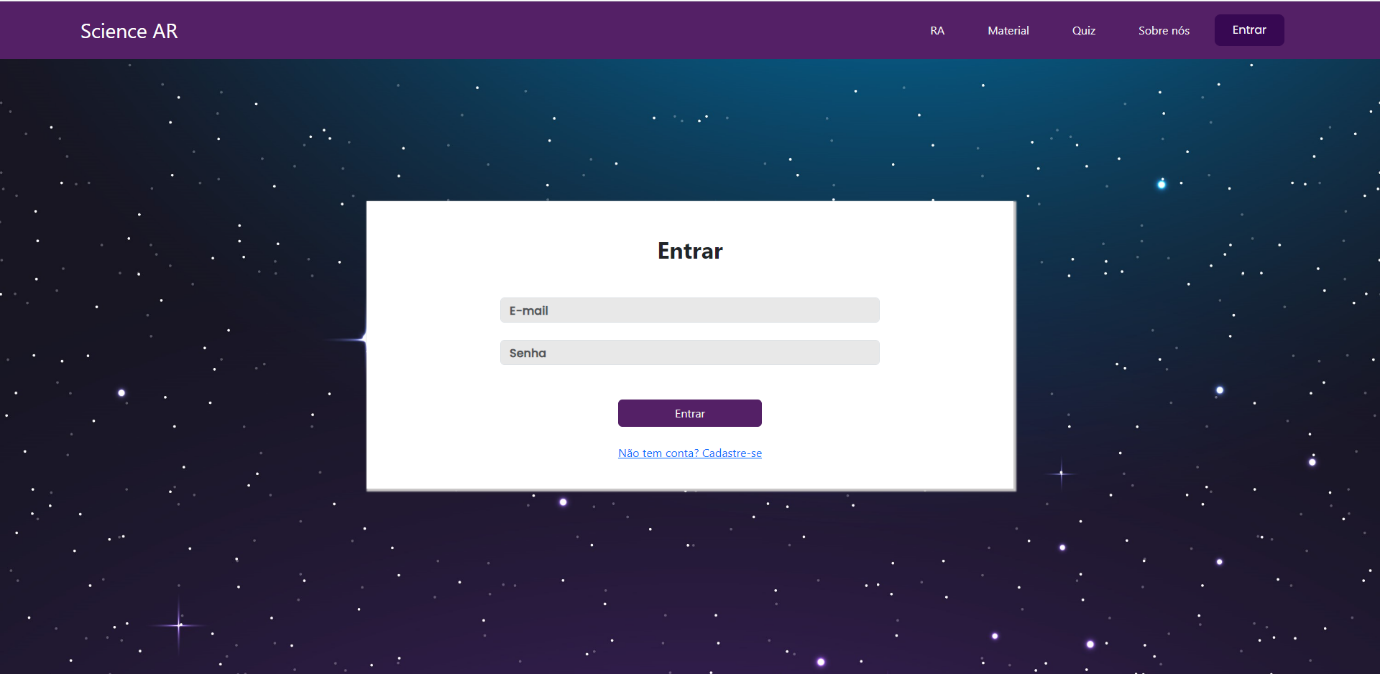 Science AR
RA
Material
Quiz
Sobre nós
Entrar
Entrar
E-mail
Senha
Entrar
Não tem conta? Cadastre-se